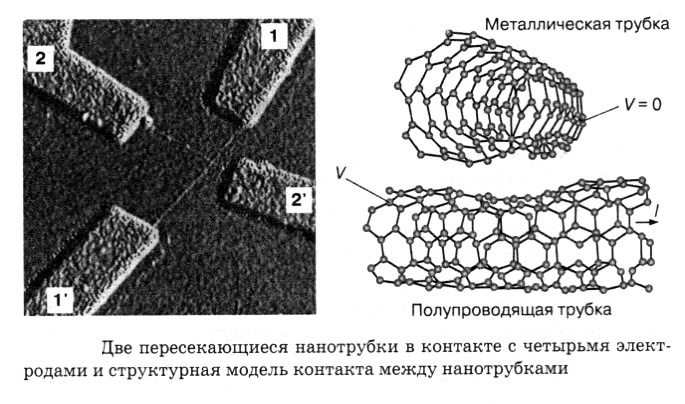 1
2
2'
1'
Металлическая трубка
V = 0
V
I
Полупроводящая трубка
Две пересекающиеся нанотрубки в контакте с четырьмя элект-
родами и структурная модель контакта между нанотрубками